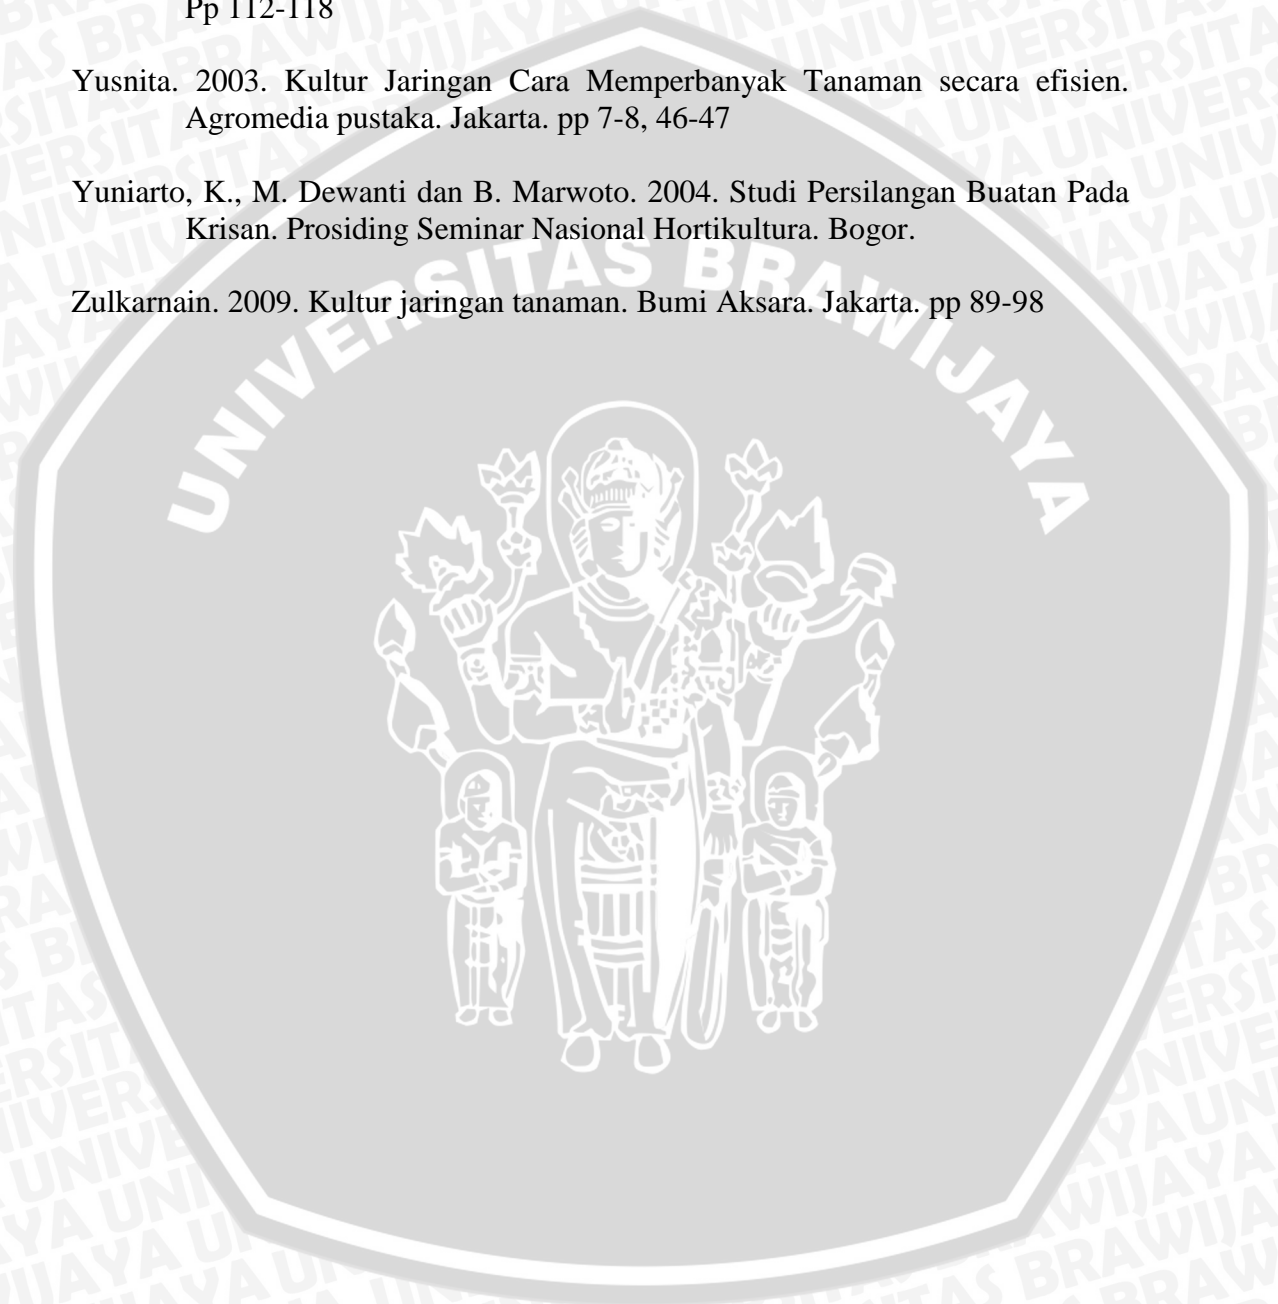 Pp 112-118
Yusnita. 2003. Kultur Jaringan Cara Memperbanyak Tanaman secara efisien.
Agromedia pustaka. Jakarta. pp 7-8, 46-47
Yuniarto, K., M. Dewanti dan B. Marwoto. 2004. Studi Persilangan Buatan Pada
Krisan. Prosiding Seminar Nasional Hortikultura. Bogor.
Zulkarnain. 2009. Kultur jaringan tanaman. Bumi Aksara. Jakarta. pp 89-98
UNIVERSITAS BRAWIJAYA